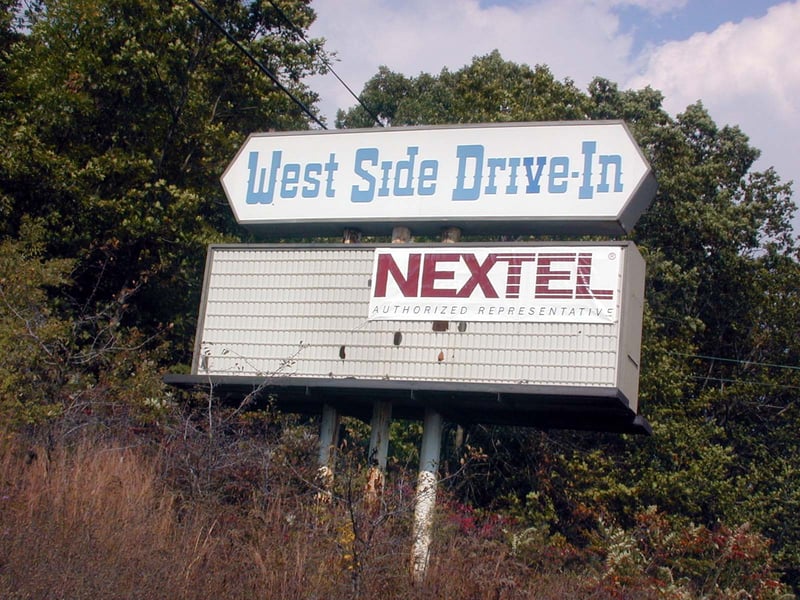 West Side Drive-In
NEXTEL®
AUTHORIZED REPRESENTATIVE